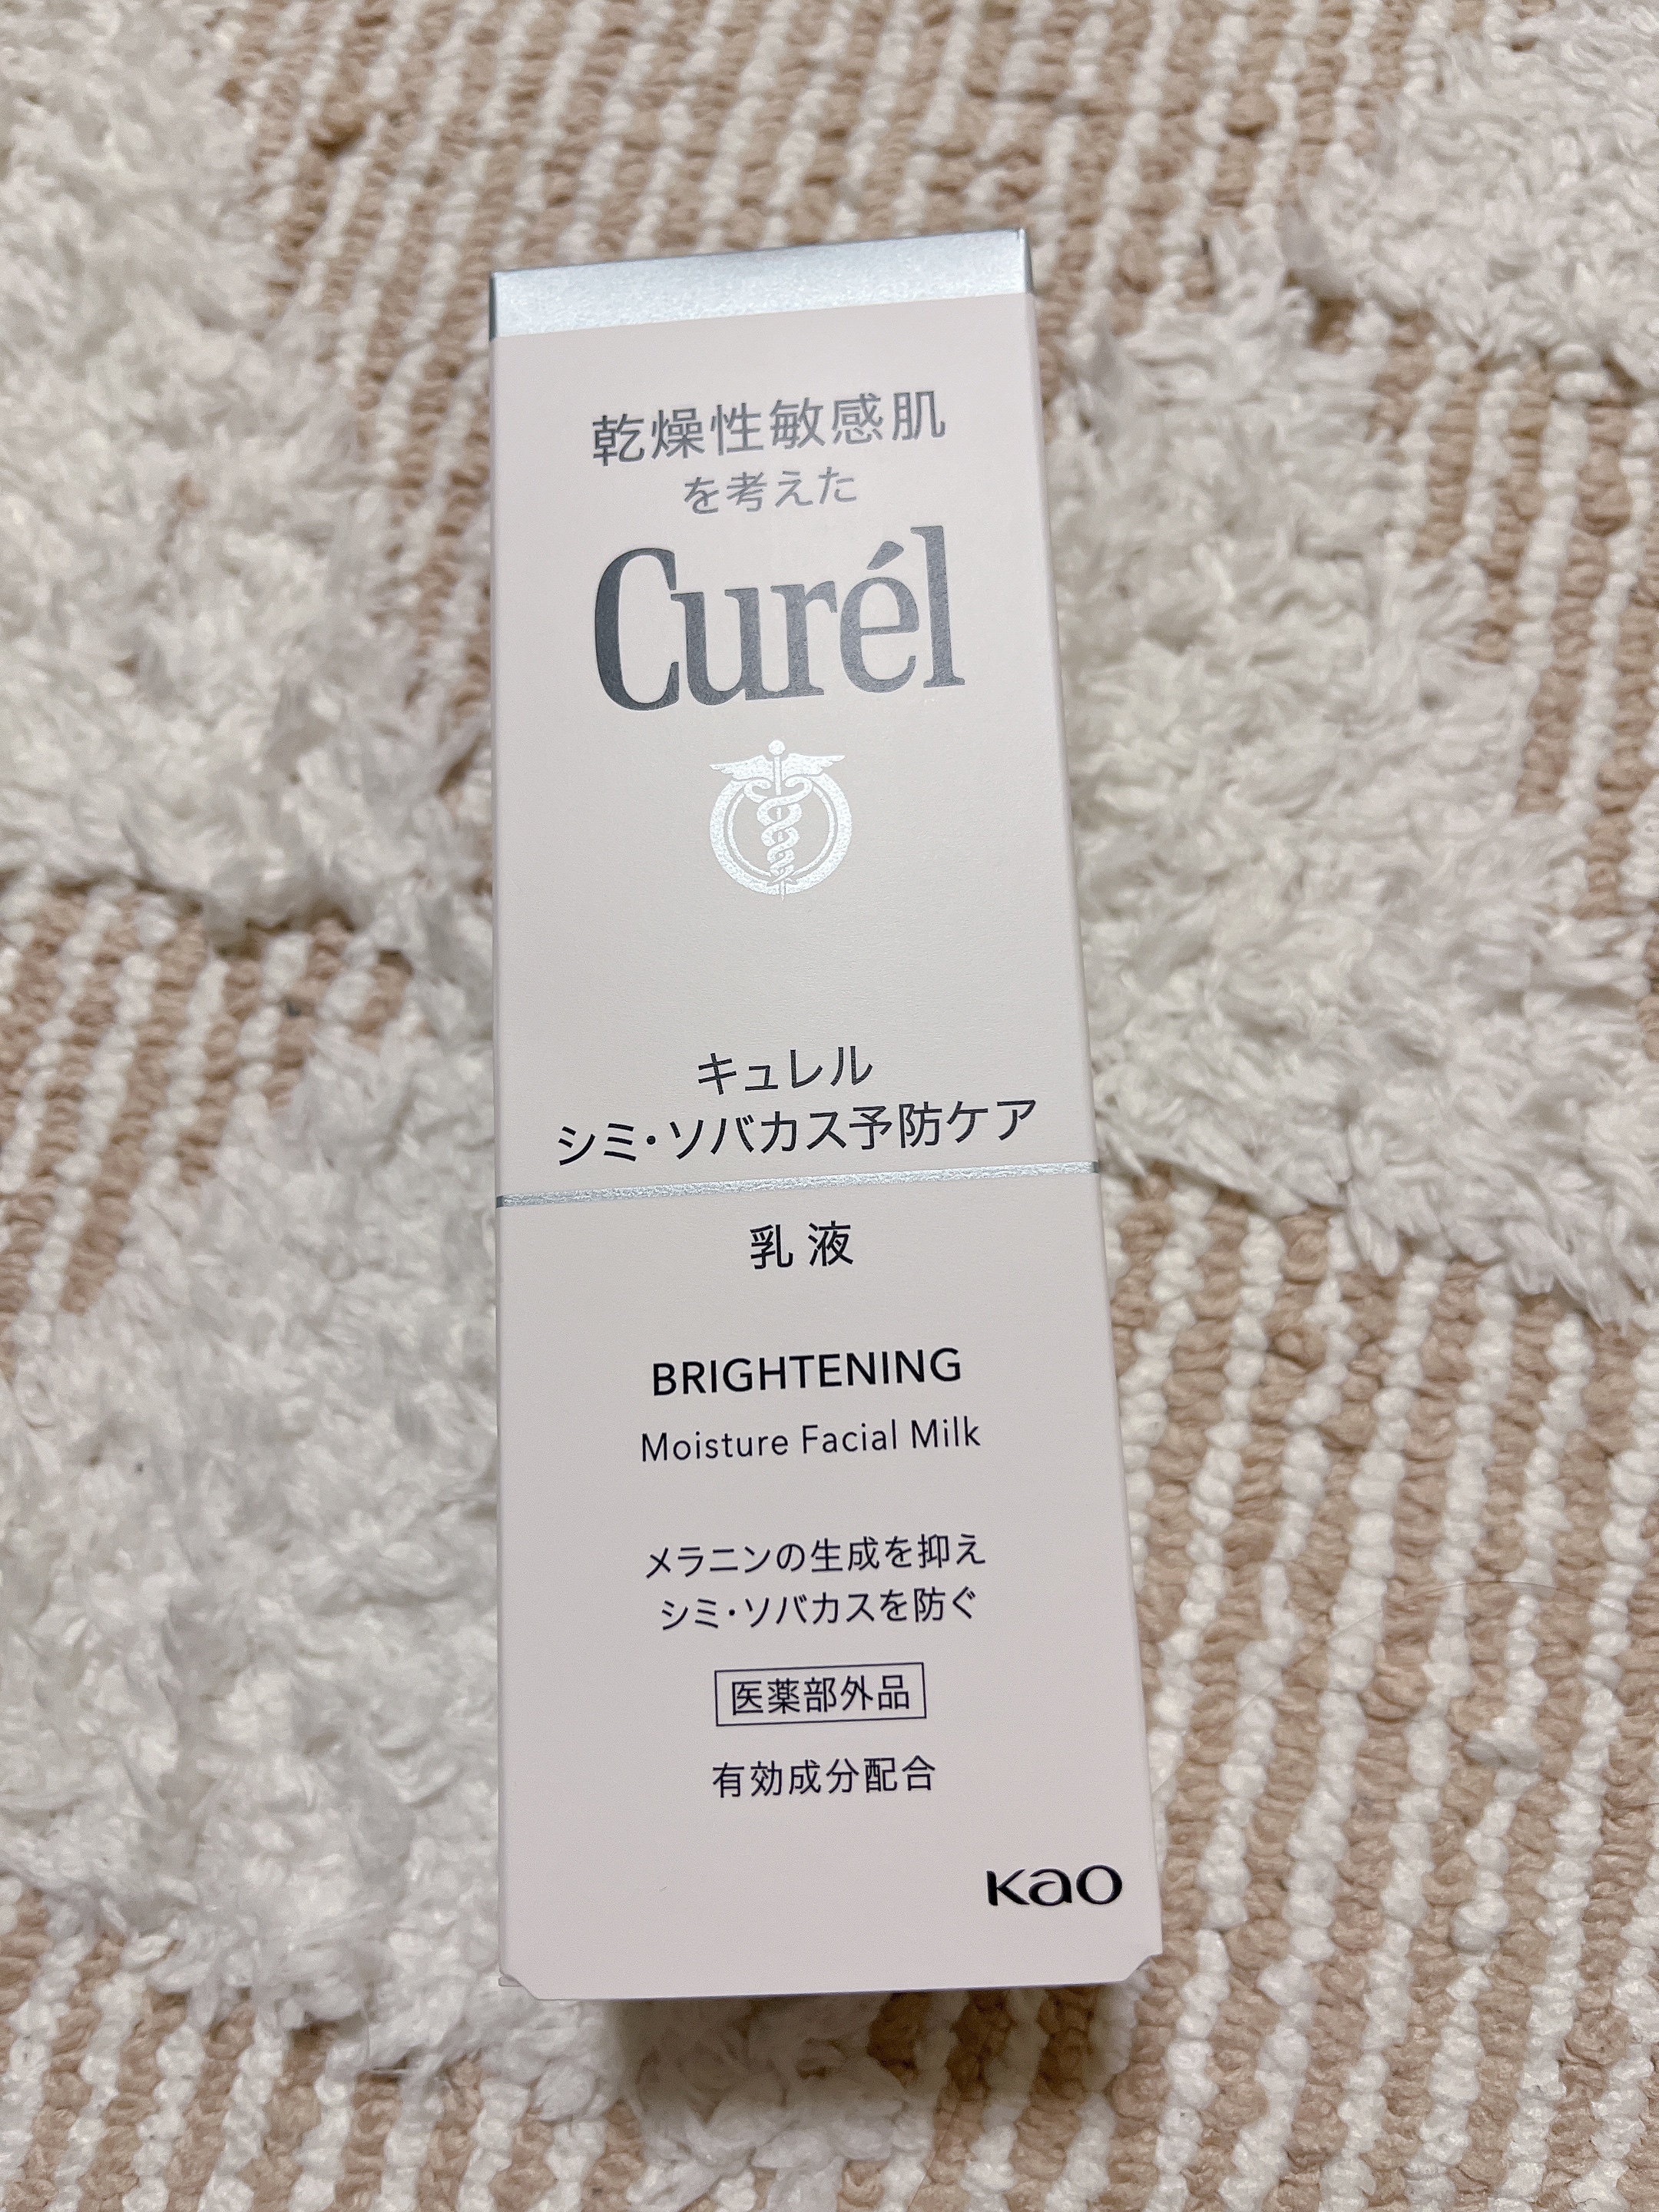 乾燥性敏感肌
を考えた
Curél
キュレル
シミ・ソバカス予防ケア
乳液
BRIGHTENING
Moisture Facial Milk
メラニンの生成を抑え
シミ・ソバカスを防ぐ
医薬部外品
有効成分配合
Kao